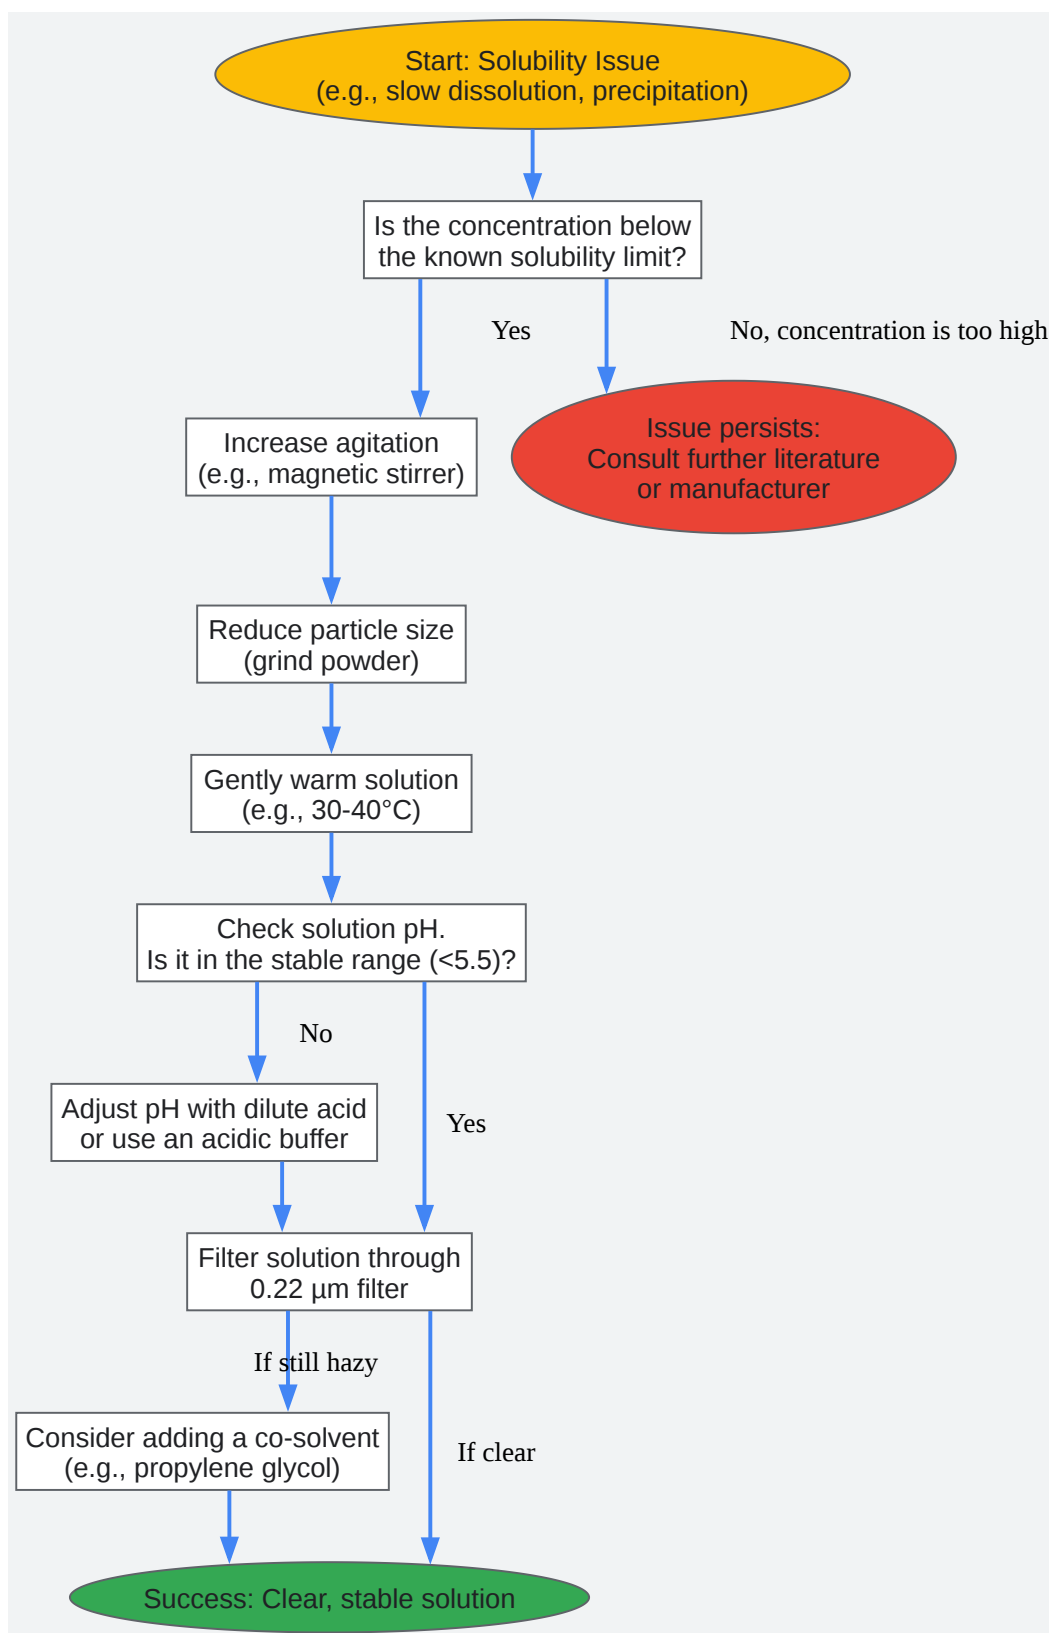 Start: Solubility Issue
(e.g., slow dissolution, precipitation)
Is the concentration below
the known solubility limit?
Yes
No, concentration is too high
Increase agitation
(e.g., magnetic stirrer)
Issue persists:
Consult further literature
or manufacturer
Reduce particle size
(grind powder)
Gently warm solution
(e.g., 30-40°C)
Check solution pH.
Is it in the stable range (<5.5)?
No
Adjust pH with dilute acid
or use an acidic buffer
Yes
Filter solution through
0.22 µm filter
If still hazy
Consider adding a co-solvent
(e.g., propylene glycol)
If clear
Success: Clear, stable solution